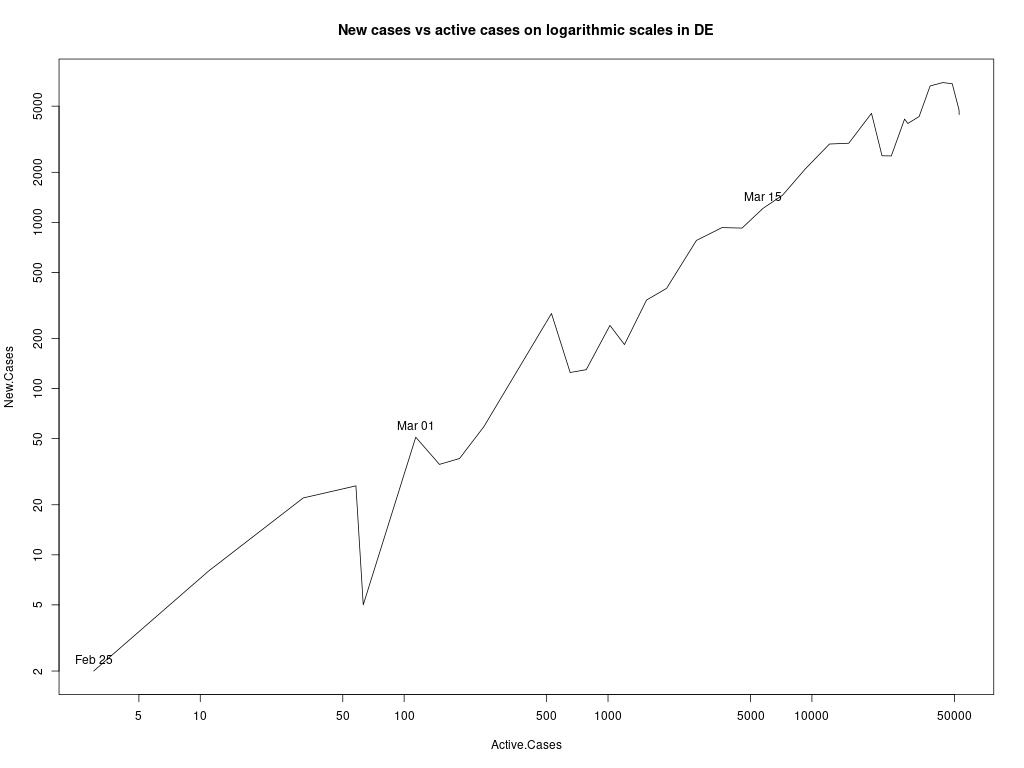 New cases vs active cases on logarithmic scales in DE
New.Cases
5000
2000
1000
500
200
100
50
20
10
5
2
Mar 15
Mar 01
Feb 25
5 10 50 100 500 1000 5000 10000 50000
Active.Cases